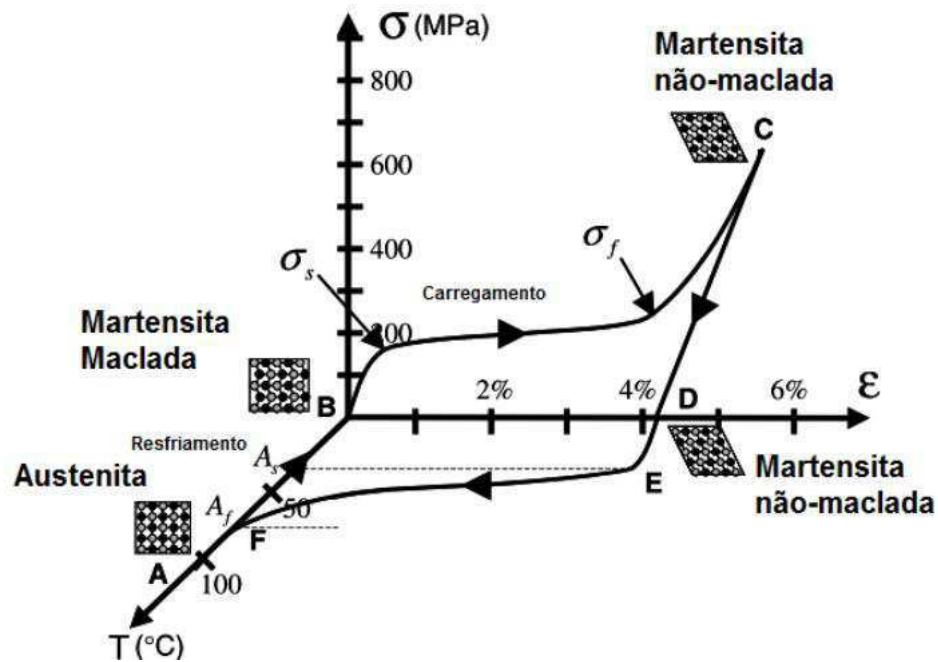 σ (MPa)
Martensita
não-maclada
800
C
600
σf
400
σs
Carregamento
Martensita
Maclada
200
2%
4%
6%
ε
B
D
Resfriamento
As
Austenita
E
Martensita
não-maclada
50
Af
F
A
100
T (°C)